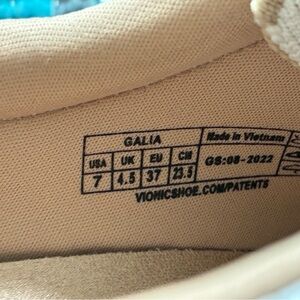 GALIA
Made in Vietnam
USA UK EU CM
GS:08-2022
7 4.5 37 23.5
VIONICSHOE.COM/PATENTS